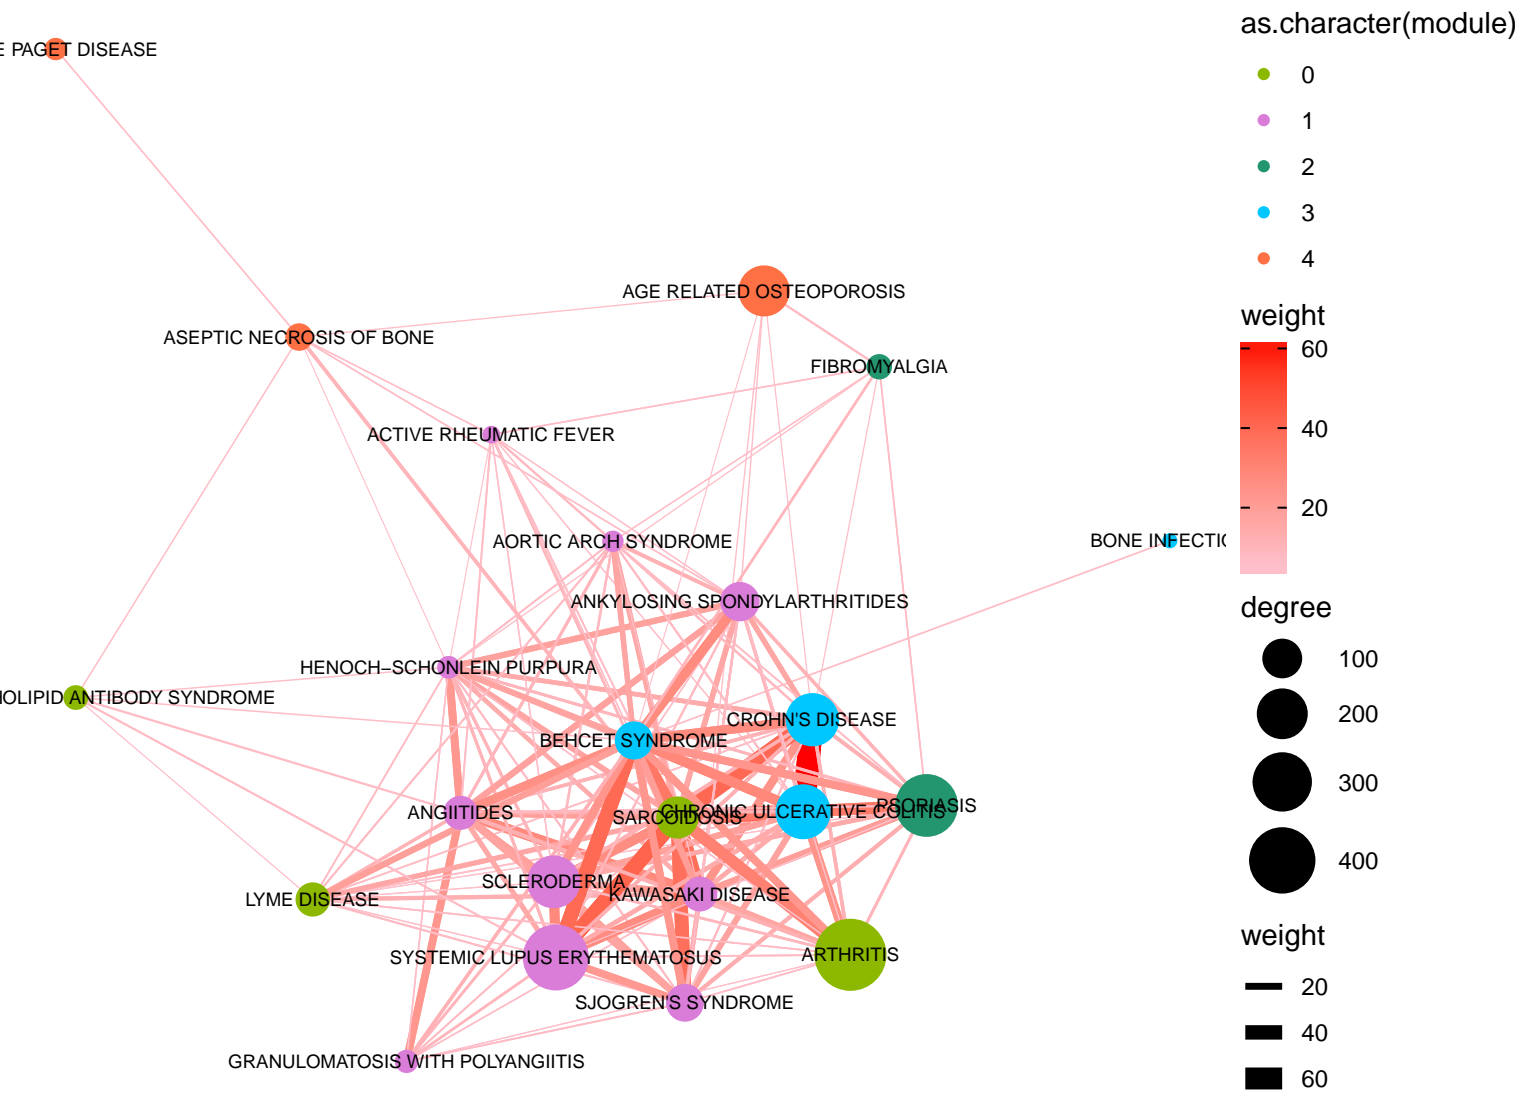 E PAGET DISEASE
AGE RELATED OSTEOPOROSIS
ASEPTIC NECROSIS OF BONE
FIBROMYALGIA
ACTIVE RHEUMATIC FEVER
AORTIC ARCH SYNDROME
BONE INFECTIO
ANKYLOSING SPONDYLARTHRITIDES
HENOCH−SCHONLEIN PURPURA
HOLIPID ANTIBODY SYNDROME
CROHN'S DISEASE
BEHCET SYNDROME
ANGIITIDES
SARCOIDOSIS
CHRONIC ULCERATIVE COLITIS
PSORIASIS
SCLERODERMA
KAWASAKI DISEASE
LYME DISEASE
SYSTEMIC LUPUS ERYTHEMATOSUS
ARTHRITIS
SJOGREN'S SYNDROME
GRANULOMATOSIS WITH POLYANGIITIS
as.character(module)
0
1
2
3
4
weight
60
40
20
degree
100
200
300
400
weight
20
40
60